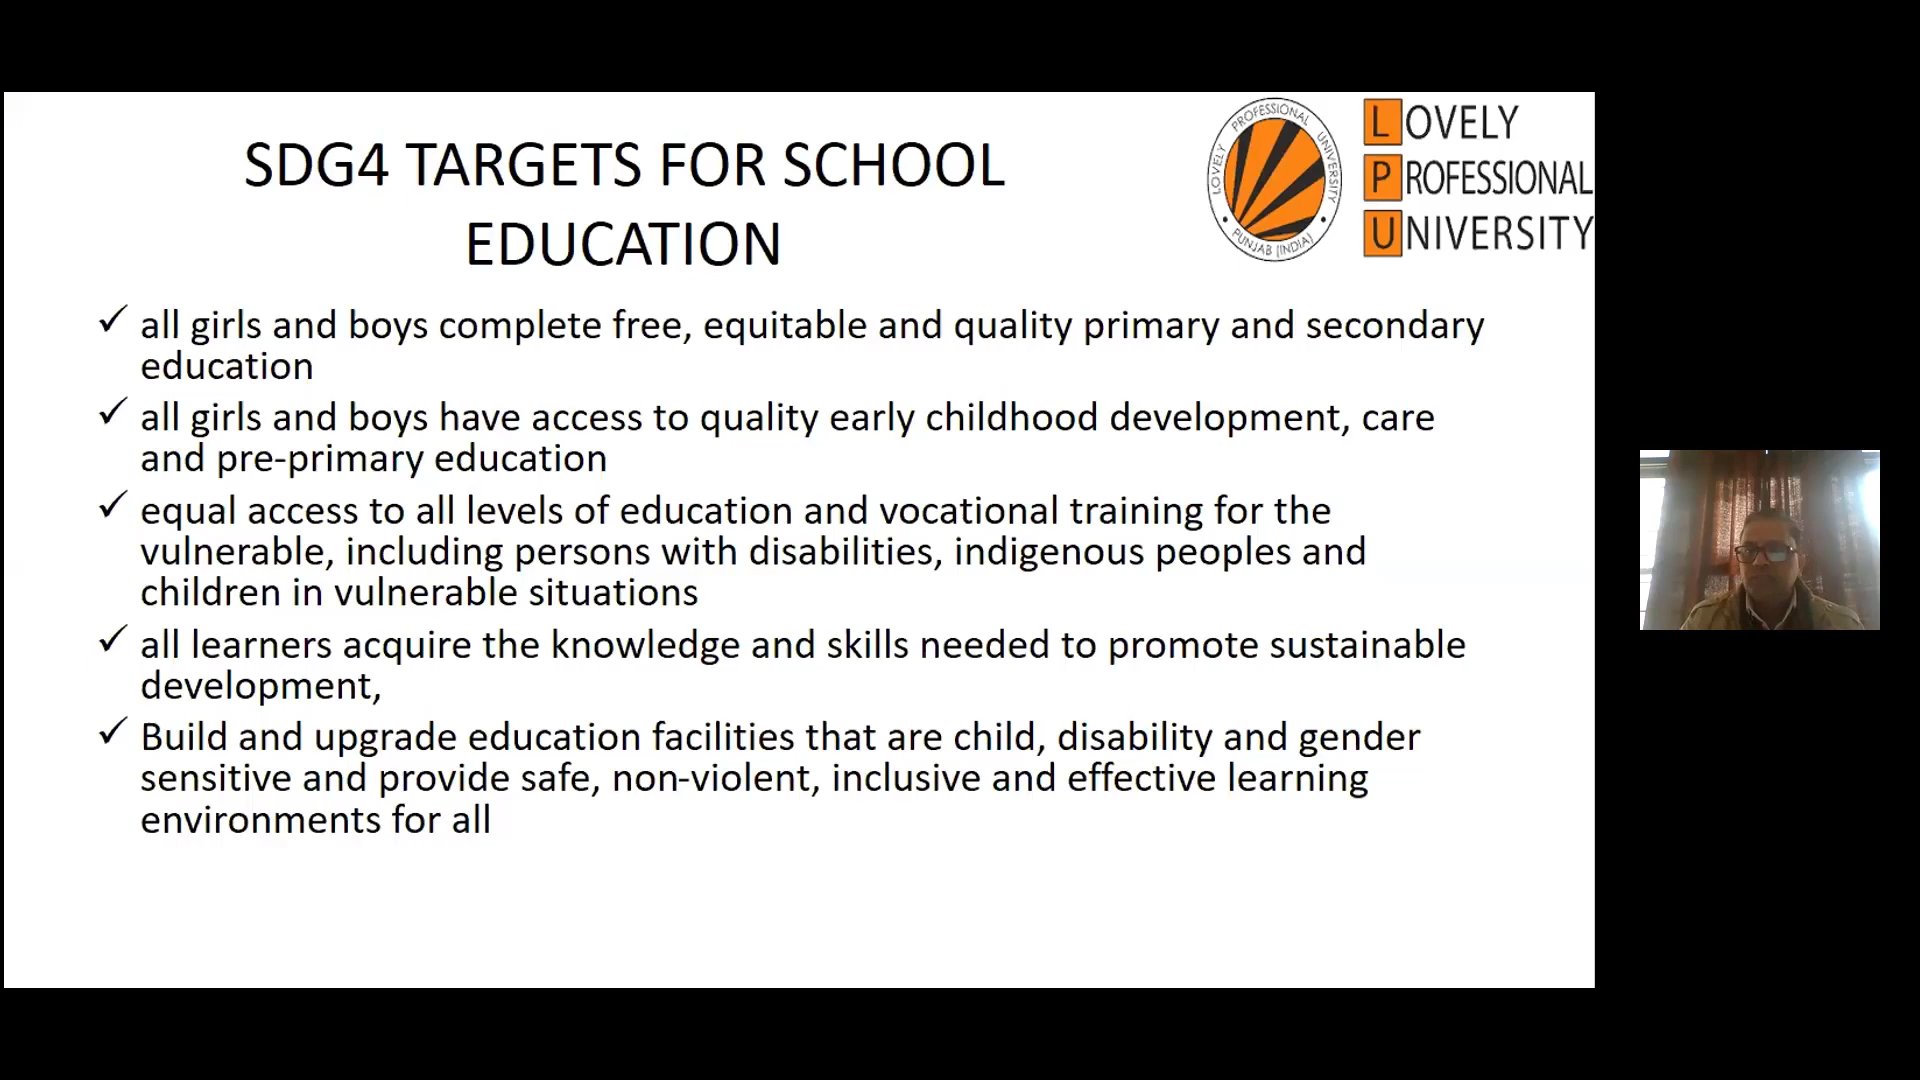 SDG4 TARGETS FOR SCHOOL
EDUCATION
LOVELY PROFESSIONAL UNIVERSITY
PUNJAB (INDIA)
LOVELY
PROFESSIONAL
UNIVERSITY
✓ all girls and boys complete free, equitable and quality primary and secondary
education
✓ all girls and boys have access to quality early childhood development, care
and pre-primary education
✓ equal access to all levels of education and vocational training for the
vulnerable, including persons with disabilities, indigenous peoples and
children in vulnerable situations
✓ all learners acquire the knowledge and skills needed to promote sustainable
development,
✓ Build and upgrade education facilities that are child, disability and gender
sensitive and provide safe, non-violent, inclusive and effective learning
environments for all